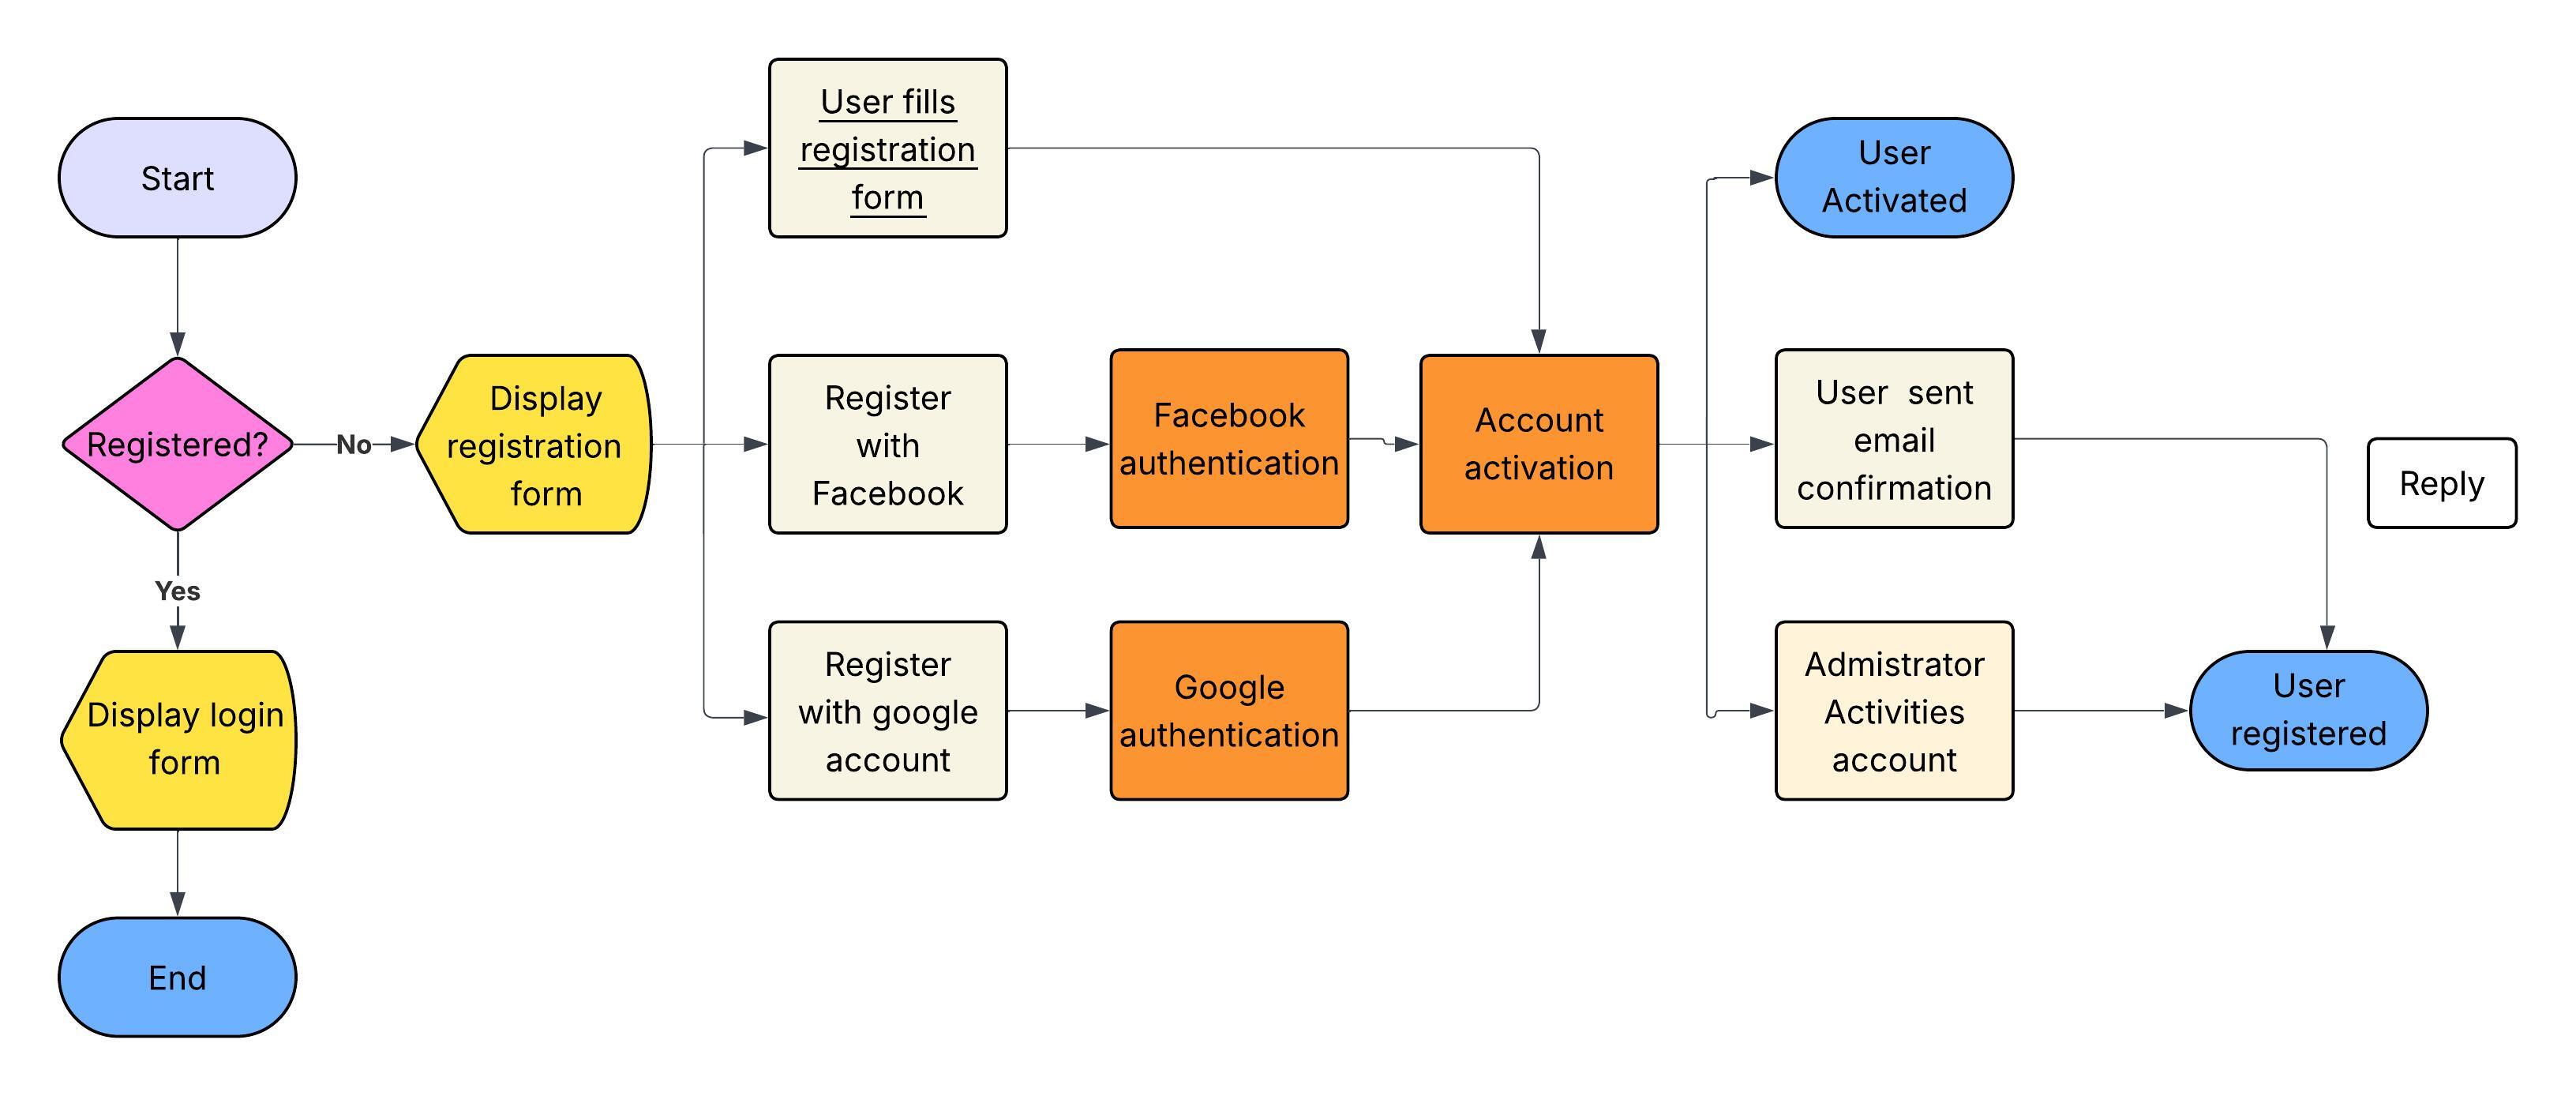 Start
Registered?
No
Yes
Display login
form
End
Display
registration
form
User fills
registration
form
Register
with
Facebook
Register
with google
account
Facebook
authentication
Google
authentication
Account
activation
User
Activated
User  sent
email
confirmation
Admistrator
Activities
account
User
registered
Reply